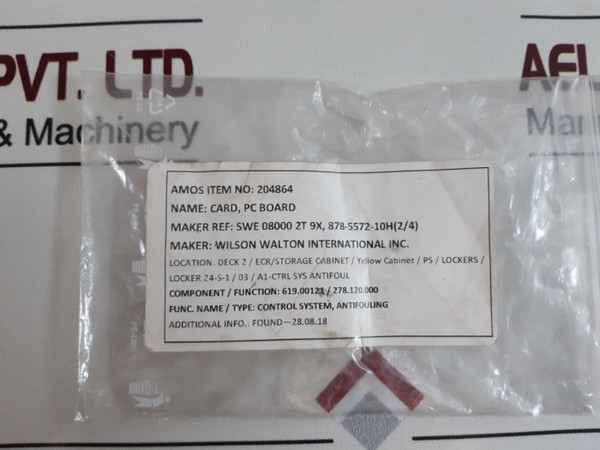 PVT. LTD.
& Machinery
AEL
Mar
AMOS ITEM NO: 204864
NAME: CARD, PC BOARD
MAKER REF: SWE 08000 2T 9X, 878-5572-10H(2/4)
MAKER: WILSON WALTON INTERNATIONAL INC.
LOCATION: DECK 2 / ECR/STORAGE CABINET / Yellow Cabinet / PS / LOCKERS /
LOCKER 24-S-1 / 03 / A1-CTRL SYS ANTIFOUL
COMPONENT / FUNCTION: 619.00121 / 278.120.000
FUNC. NAME / TYPE: CONTROL SYSTEM, ANTIFOULING
ADDITIONAL INFO.: FOUND---28.08.18